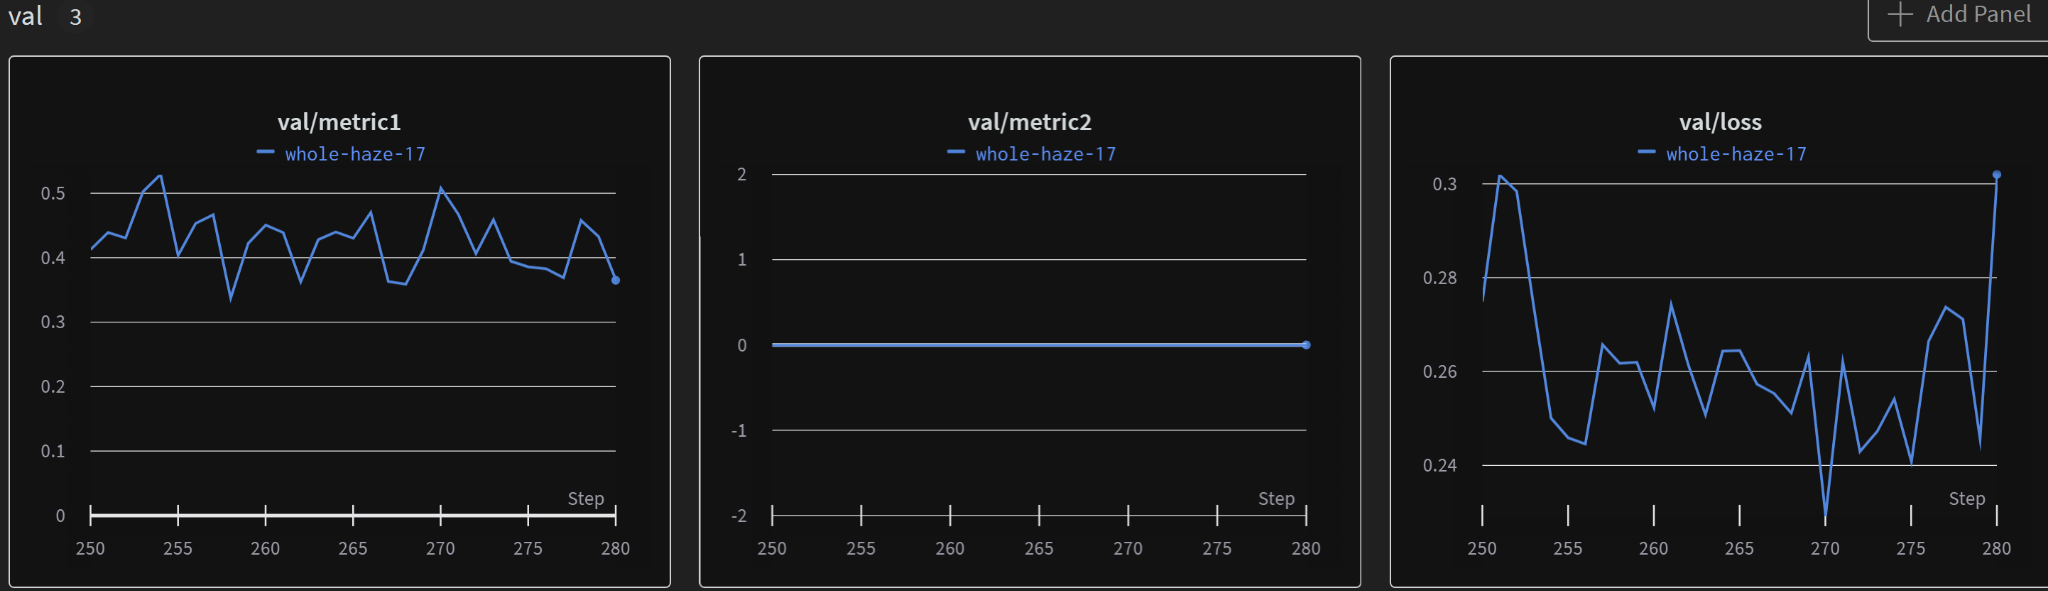 val 3
Add Panel
val/metric1
whole-haze-17
0.5
0.4
0.3
0.2
0.1
0
Step
250 255 260 265 270 275 280
val/metric2
whole-haze-17
2
1
0
-1
-2
Step
250 255 260 265 270 275 280
val/loss
whole-haze-17
0.3
0.28
0.26
0.24
Step
250 255 260 265 270 275 280